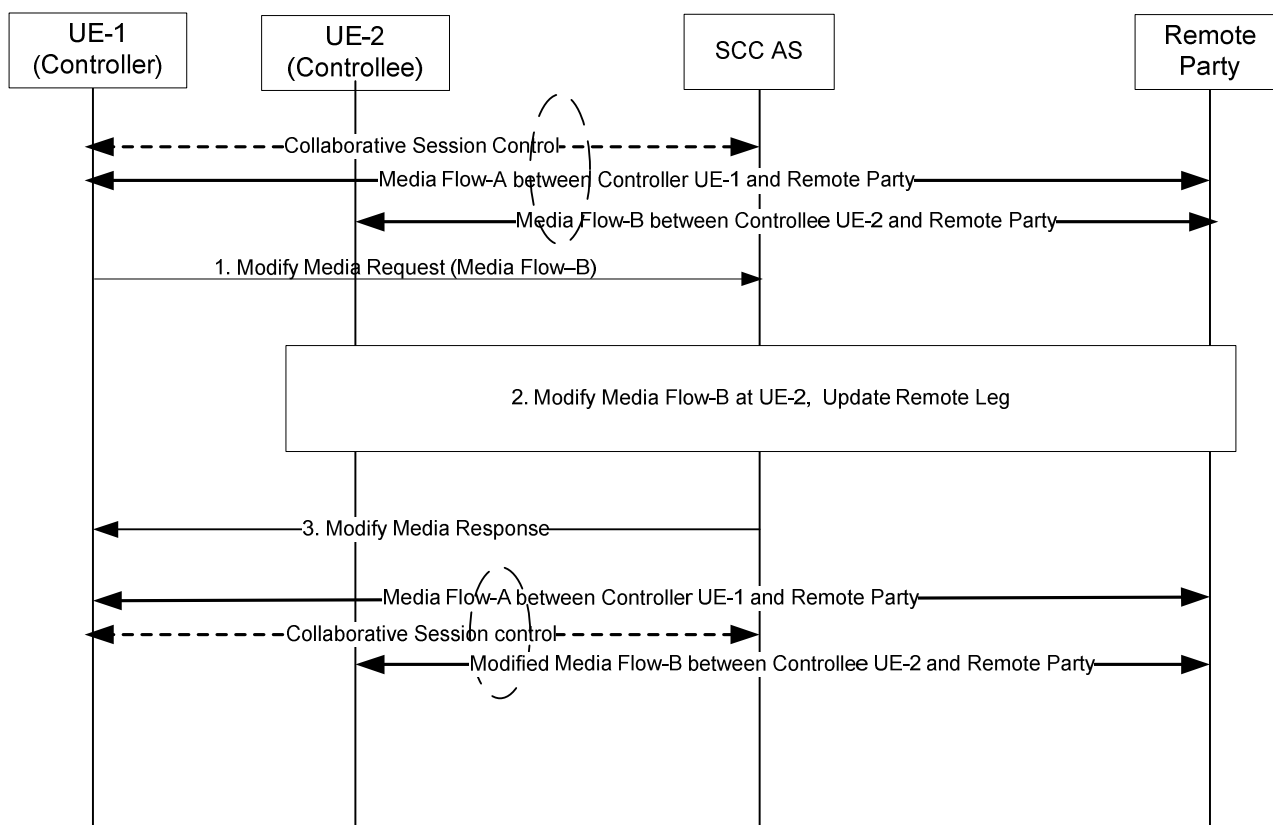 UE-1
(Controller)
UE-2
(Controllee)
SCC AS
Remote
Party
Collaborative Session Control
Media Flow-A between Controller UE-1 and Remote Party
Media Flow-B between Controllee UE-2 and Remote Party
1. Modify Media Request (Media Flow–B)
2. Modify Media Flow-B at UE-2, Update Remote Leg
3. Modify Media Response
Media Flow-A between Controller UE-1 and Remote Party
Collaborative Session control
Modified Media Flow-B between Controllee UE-2 and Remote Party